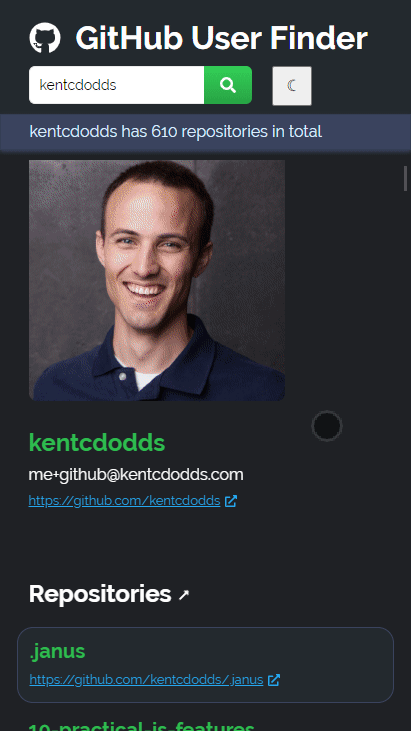 GitHub User Finder
kentcdodds
kentcdodds has 610 repositories in total
kentcdodds
me+github@kentcdodds.com
https://github.com/kentcdodds
Repositories
.janus
https://github.com/kentcdodds/.janus
10-practical-js-features